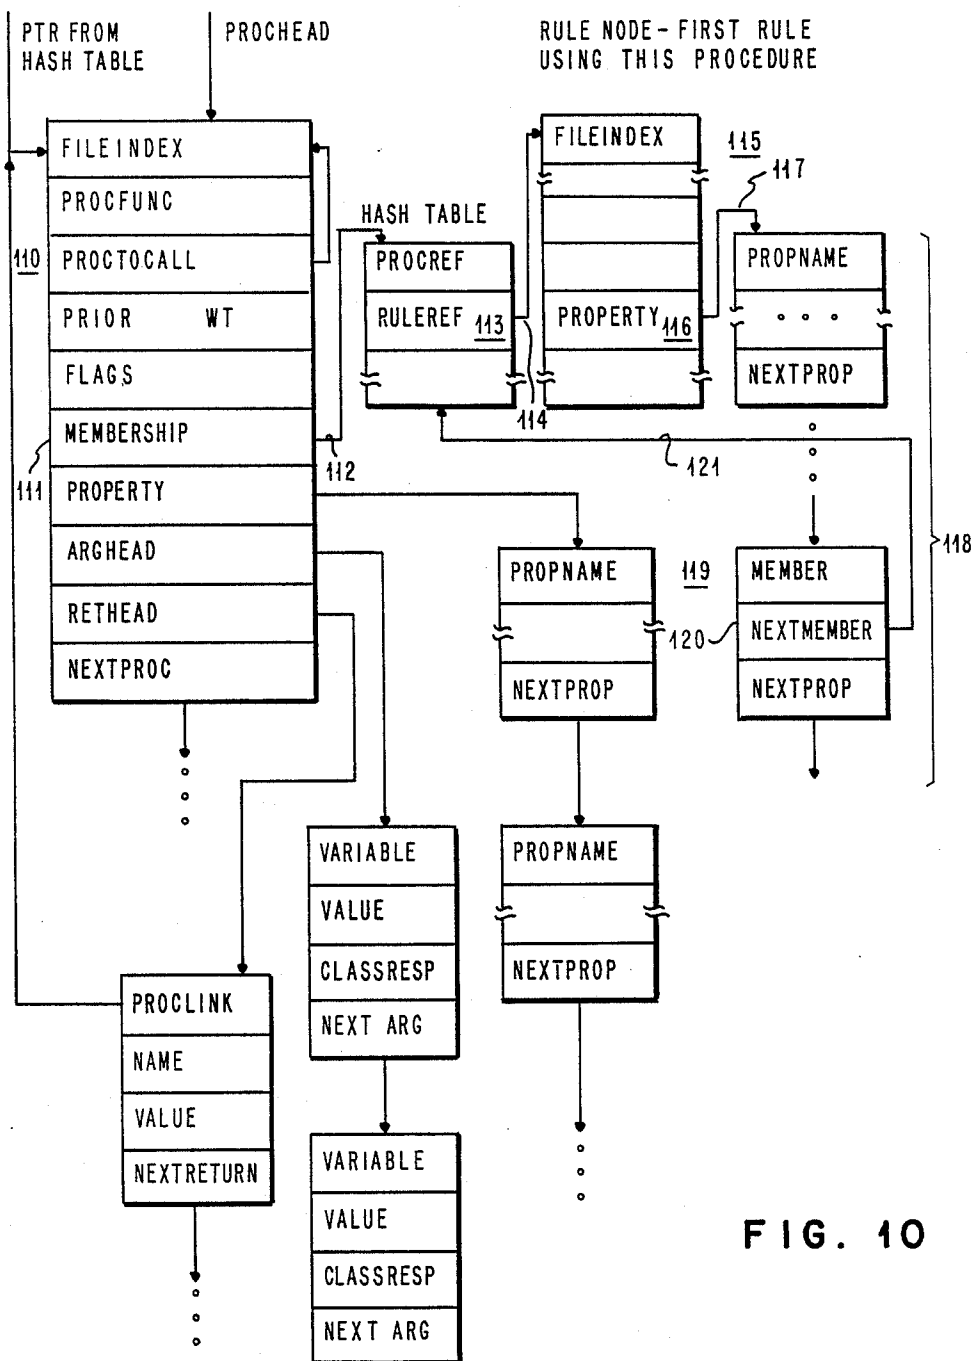 PTR FROM
HASH TABLE
PROCHEAD
RULE NODE-FIRST RULE
USING THIS PROCEDURE
110
FILEINDEX
PROCFUNC
PROCTOCALL
PRIOR WT
FLAGS
MEMBERSHIP
PROPERTY
ARGHEAD
RETHEAD
NEXTPROC
111
112
HASH TABLE
PROCREF
RULEREF 113
114
FILEINDEX
PROPERTY 116
115
117
PROPNAME
NEXTPROP
121
118
PROPNAME
NEXTPROP
119
MEMBER
120
NEXTMEMBER
NEXTPROP
PROPNAME
NEXTPROP
VARIABLE
VALUE
CLASSRESP
NEXT ARG
PROCLINK
NAME
VALUE
NEXTRETURN
VARIABLE
VALUE
CLASSRESP
NEXT ARG
FIG. 10